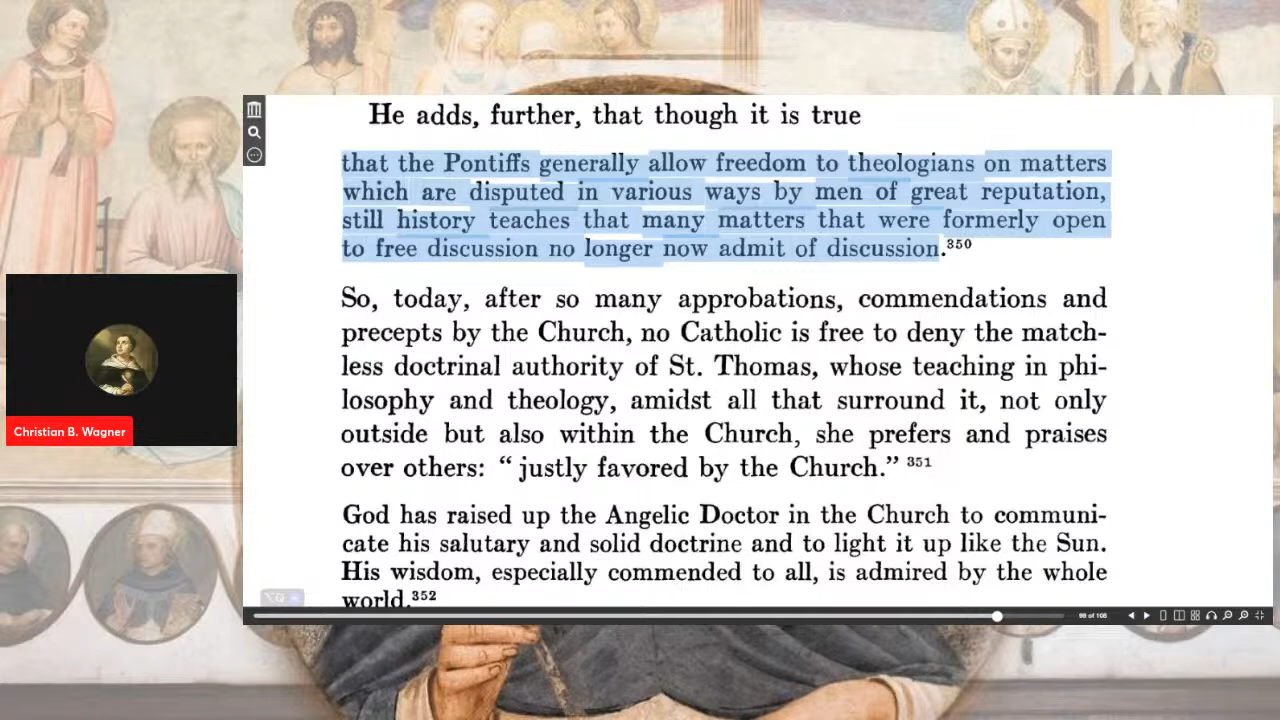 He adds, further, that though it is true
that the Pontiffs generally allow freedom to theologians on matters
which are disputed in various ways by men of great reputation,
still history teaches that many matters that were formerly open
to free discussion no longer now admit of discussion.350
So, today, after so many approbations, commendations and
precepts by the Church, no Catholic is free to deny the match-
less doctrinal authority of St. Thomas, whose teaching in phi-
losophy and theology, amidst all that surround it, not only
outside but also within the Church, she prefers and praises
over others: “ justly favored by the Church.” 351
God has raised up the Angelic Doctor in the Church to communi-
cate his salutary and solid doctrine and to light it up like the Sun.
His wisdom, especially commended to all, is admired by the whole
world.352
Christian B. Wagner
98 of 108